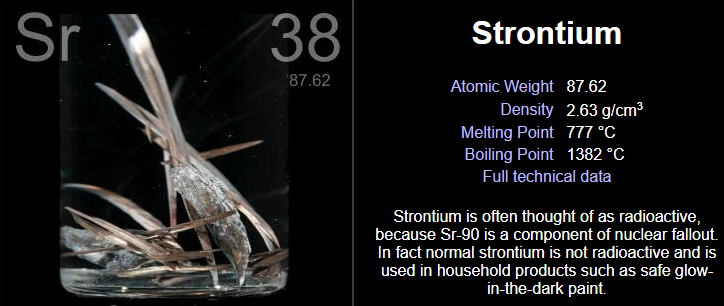 Sr 38
87.62
Strontium
Atomic Weight 87.62
Density 2.63 g/cm³
Melting Point 777 °C
Boiling Point 1382 °C
Full technical data
Strontium is often thought of as radioactive,
because Sr-90 is a component of nuclear fallout.
In fact normal strontium is not radioactive and is
used in household products such as safe glow-
in-the-dark paint.